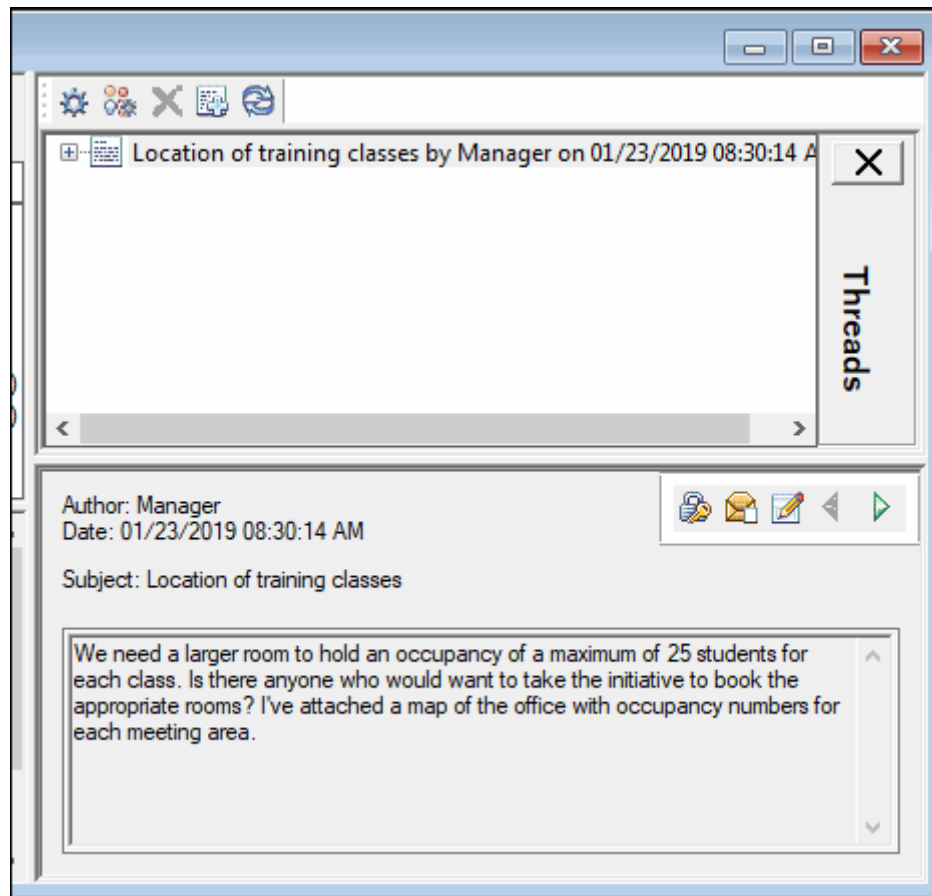 Location of training classes by Manager on 01/23/2019 08:30:14 A
Threads
Author: Manager
Date: 01/23/2019 08:30:14 AM
Subject: Location of training classes
We need a larger room to hold an occupancy of a maximum of 25 students for
each class. Is there anyone who would want to take the initiative to book the
appropriate rooms? I've attached a map of the office with occupancy numbers for
each meeting area.